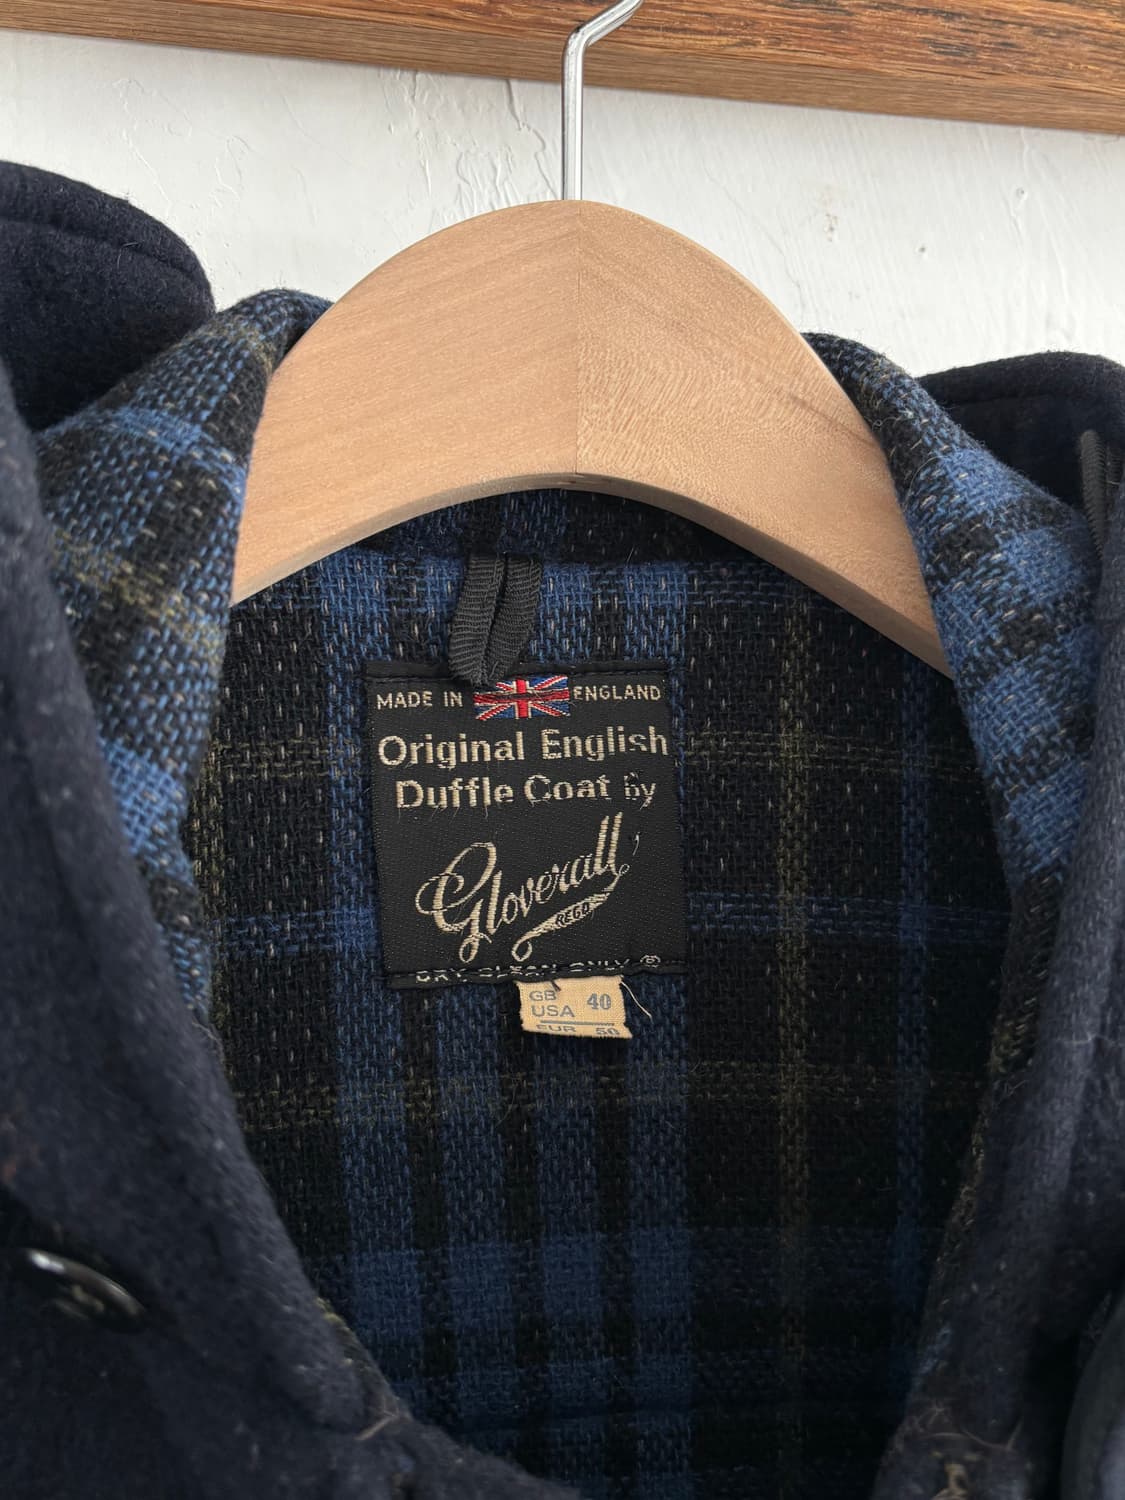 MADE IN ENGLAND
Original English
Duffle Coat By
Gloverall
REGD
DRY CLEAN ONLY ®
GB
USA 40
EUR 50